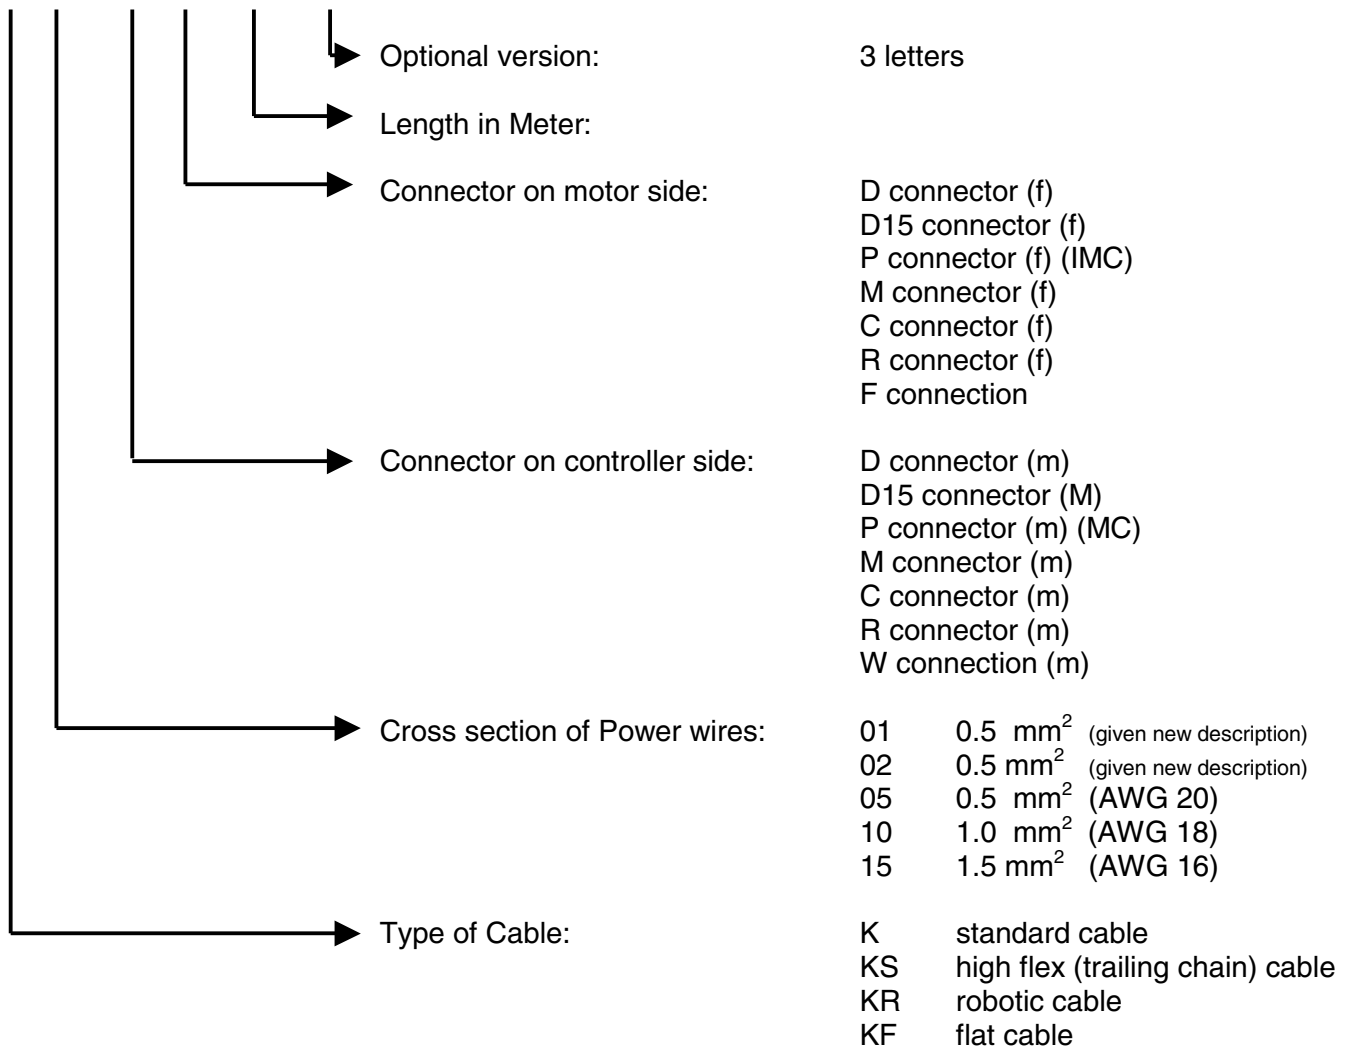 Optional version: 3 letters
Length in Meter:
Connector on motor side: D connector (f)
D15 connector (f)
P connector (f) (IMC)
M connector (f)
C connector (f)
R connector (f)
F connection
Connector on controller side: D connector (m)
D15 connector (M)
P connector (m) (MC)
M connector (m)
C connector (m)
R connector (m)
W connection (m)
Cross section of Power wires: 01 0.5 mm² (given new description)
02 0.5 mm² (given new description)
05 0.5 mm² (AWG 20)
10 1.0 mm² (AWG 18)
15 1.5 mm² (AWG 16)
Type of Cable: K standard cable
KS high flex (trailing chain) cable
KR robotic cable
KF flat cable